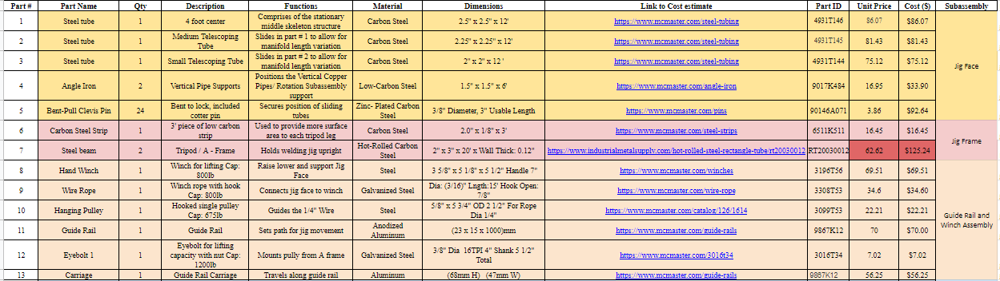 Part # Part Name Qty Description Functions Material Dimensions Link to Cost estimate Part ID Unit Price Cost ($) Subassembly
1 Steel tube 1 4 foot center Comprises of the stationary middle skeleton structure Carbon Steel 2.5" x 2.5" x 12' https://www.mcmaster.com/steel-tubing 4931T146 86.07 $86.07
2 Steel tube 1 Medium Telescoping Tube Slides in part # 1 to allow for manifold length variation Carbon Steel 2.25" x 2.25" x 12' https://www.mcmaster.com/steel-tubing 4931T145 81.43 $81.43
3 Steel tube 1 Small Telescoping Tube Slides in part # 2 to allow for manifold length variation Carbon Steel 2" x 2" x 12 ' https://www.mcmaster.com/steel-tubing 4931T144 75.12 $75.12
Jig Face
4 Angle Iron 2 Vertical Pipe Supports Positions the Vertical Copper Pipes/ Rotation Subassembly support Low-Carbon Steel 1.5" x 1.5" x 6' https://www.mcmaster.com/angle-iron 9017K484 16.95 $33.90
5 Bent-Pull Clevis Pin 24 Bent to lock, included cotter pin Secures position of sliding tubes Zinc- Plated Carbon Steel 3/8" Diameter, 3" Usable Length https://www.mcmaster.com/pins 90146A071 3.86 $92.64
6 Carbon Steel Strip 1 3' piece of low carbon strip Used to provide more surface area to each tripod leg Carbon Steel 2.0" x 1/8" x 3' https://www.mcmaster.com/steel-strips 6511K511 16.45 $16.45
Jig Frame
7 Steel beam 2 Tripod / A - Frame Holds welding jig upright Hot-Rolled Carbon Steel 2" x 3" x 20' x Wall Thick: 0.12" https://www.industrialmetalsupply.com/hot-rolled-steel-rectangle-tube/rt20030012 RT20030012 62.62 $125.24
8 Hand Winch 1 Winch for lifting Cap: 800lb Raise lower and support Jig Face Steel 3 5/8" x 5 1/8" x 5 1/2" Handle 7" https://www.mcmaster.com/winches 3196T56 69.51 $69.51
9 Wire Rope 1 Winch rope with hook Cap: 800lb Connects jig face to winch Galvanized Steel Dia: (3/16)" Lngth:15' Hook Open: 7/8" https://www.mcmaster.com/wire-rope 3308T53 34.6 $34.60
10 Hanging Pulley 1 Hooked single pulley Cap: 675lb Guides the 1/4" Wire Steel 5/8" x 5 3/4" OD 2 1/2" For Rope Dia 1/4" https://www.mcmaster.com/catalog/126/1614 3099T53 22.21 $22.21
Guide Rail and Winch Assembly
11 Guide Rail 1 Guide Rail Sets path for jig movement Anodized Aluminum (23 x 15 x 1000)mm https://www.mcmaster.com/guide-rails 9867K12 70 $70.00
12 Eyebolt 1 1 Eyebolt for lifting capacity with nut Cap: 1200lb Mounts pully from A frame Galvanized Steel 3/8" Dia 16TPI 4" Shank 5 1/2" Total https://www.mcmaster.com/3016t34 3016T34 7.02 $7.02
13 Carriage 1 Guide Rail Carriage Travels along guide rail Aluminum (68mm H) (47mm W) https://www.mcmaster.com/guide-rails 9867K12 56.25 $56.25